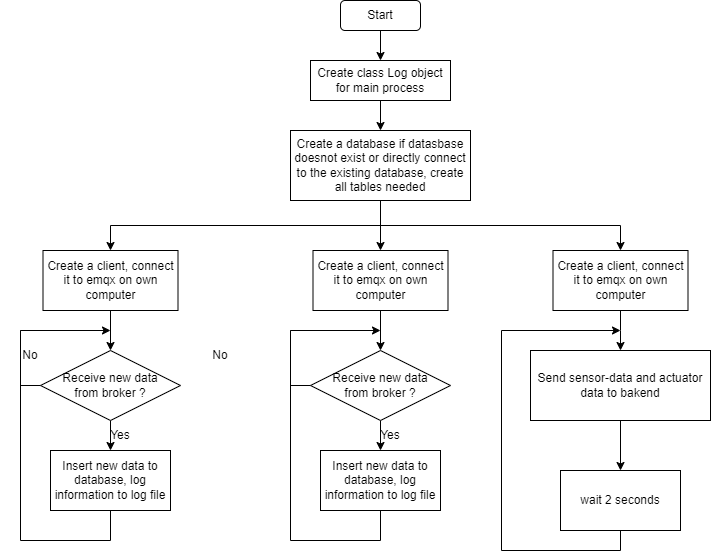 Start
Create class Log object
for main process
Create a database if datasbase
doesnot exist or directly connect
to the existing database, create
all tables needed
Create a client, connect
it to emqx on own
computer
Create a client, connect
it to emqx on own
computer
Create a client, connect
it to emqx on own
computer
No
Receive new data
from broker ?
No
Receive new data
from broker ?
Send sensor-data and actuator
data to bakend
Yes
Yes
Insert new data to
database, log
information to log file
Insert new data to
database, log
information to log file
wait 2 seconds